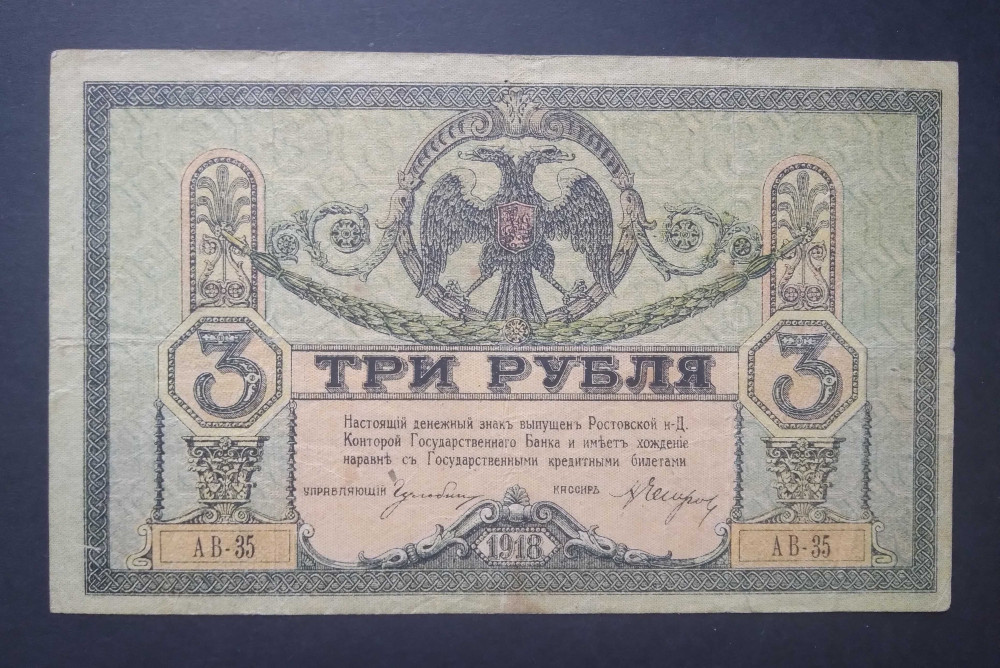 3 ТРИ РУБЛЯ 3
Настоящій денежный знакъ выпущенъ Ростовской н-Д.
Конторой Государственнаго Банка и имѣетъ хожденіе
наравнѣ съ Государственными кредитными билетами
УПРАВЛЯЮЩІЙ КАССИРЪ
АВ-35 1918 АВ-35